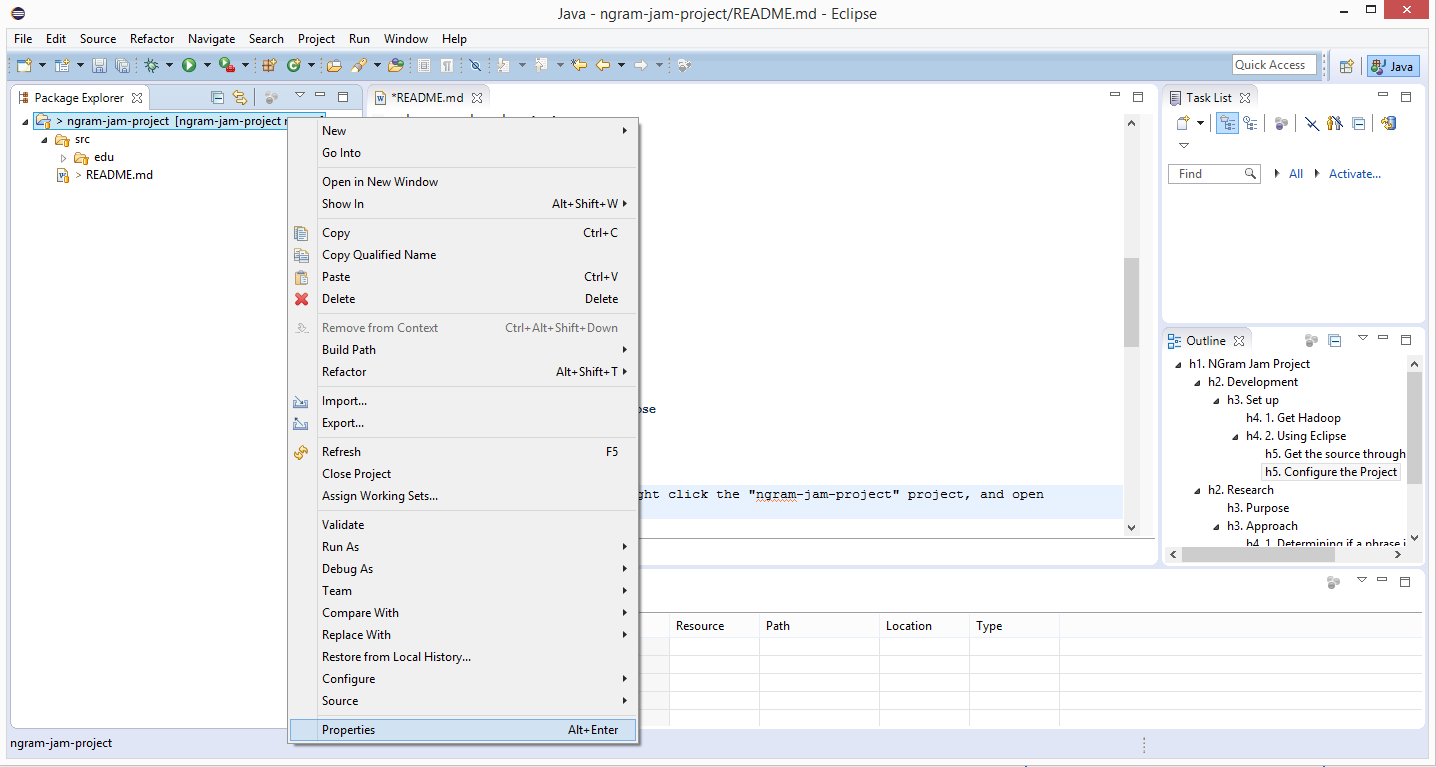 Java - ngram-jam-project/README.md - Eclipse
File Edit Source Refactor Navigate Search Project Run Window Help
Quick Access
Java
Package Explorer
> ngram-jam-project [ngram-jam-project
src
edu
> README.md
*README.md
New
Go Into
Open in New Window
Show In Alt+Shift+W
Copy Ctrl+C
Copy Qualified Name
Paste Ctrl+V
Delete Delete
Remove from Context Ctrl+Alt+Shift+Down
Build Path
Refactor Alt+Shift+T
Import...
Export...
Refresh F5
Close Project
Assign Working Sets...
Validate
Run As
Debug As
Team
Compare With
Replace With
Restore from Local History...
Configure
Source
Properties Alt+Enter
click the "ngram-jam-project" project, and open
Task List
Find
All
Activate...
Outline
h1. NGram Jam Project
h2. Development
h3. Set up
h4. 1. Get Hadoop
h4. 2. Using Eclipse
h5. Get the source through
h5. Configure the Project
h2. Research
h3. Purpose
h3. Approach
h4. 1. Determining if a phrase i
Resource Path Location Type
ngram-jam-project